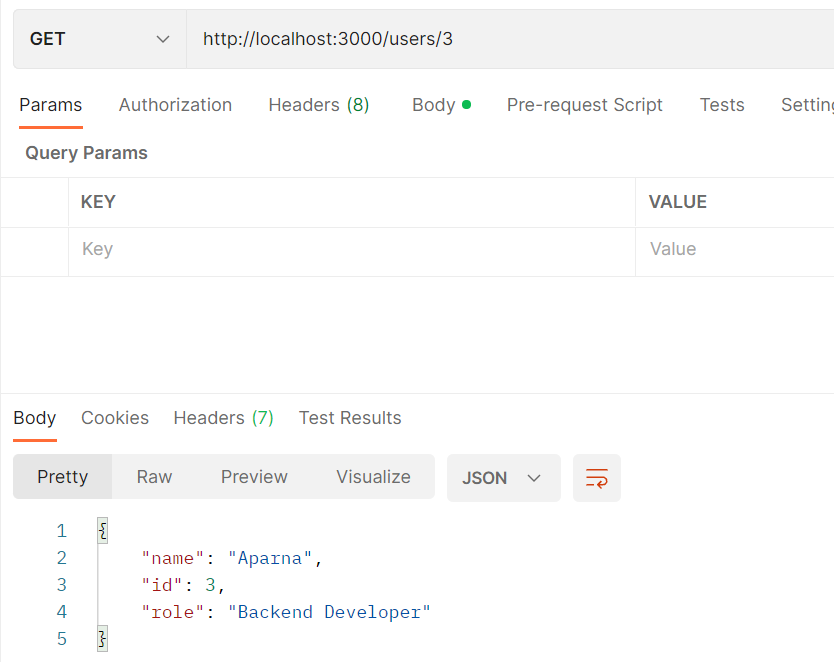 GET http://localhost:3000/users/3
Params Authorization Headers (8) Body Pre-request Script Tests Setting
Query Params
KEY VALUE
Key Value
Body Cookies Headers (7) Test Results
Pretty Raw Preview Visualize JSON
1 {
2 "name": "Aparna",
3 "id": 3,
4 "role": "Backend Developer"
5 }